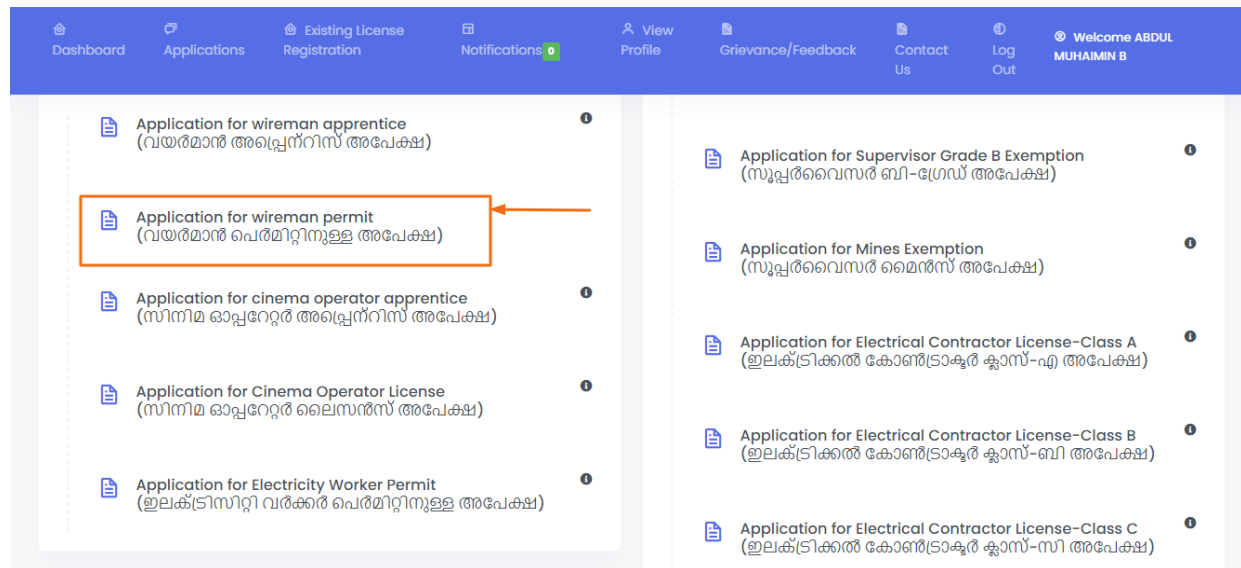 Dashboard
Applications
Existing License
Registration
Notifications 0
View
Profile
Grievance/Feedback
Contact
Us
Log
Out
Welcome ABDUL
MUHAIMIN B
Application for wireman apprentice
(വയർമാൻ അപ്രെന്റിസ് അപേക്ഷ)
Application for wireman permit
(വയർമാൻ പെർമിറ്റിനുള്ള അപേക്ഷ)
Application for cinema operator apprentice
(സിനിമ ഓപ്പറേറ്റർ അപ്രെന്റിസ് അപേക്ഷ)
Application for Cinema Operator License
(സിനിമ ഓപ്പറേറ്റർ ലൈസൻസ് അപേക്ഷ)
Application for Electricity Worker Permit
(ഇലക്ട്രിസിറ്റി വർക്കർ പെർമിറ്റിനുള്ള അപേക്ഷ)
Application for Supervisor Grade B Exemption
(സൂപ്പർവൈസർ ബി-ഗ്രേഡ് അപേക്ഷ)
Application for Mines Exemption
(സൂപ്പർവൈസർ മൈൻസ് അപേക്ഷ)
Application for Electrical Contractor License-Class A
(ഇലക്ട്രിക്കൽ കോൺട്രാക്ടർ ക്ലാസ്-എ അപേക്ഷ)
Application for Electrical Contractor License-Class B
(ഇലക്ട്രിക്കൽ കോൺട്രാക്ടർ ക്ലാസ്-ബി അപേക്ഷ)
Application for Electrical Contractor License-Class C
(ഇലക്ട്രിക്കൽ കോൺട്രാക്ടർ ക്ലാസ്-സി അപേക്ഷ)